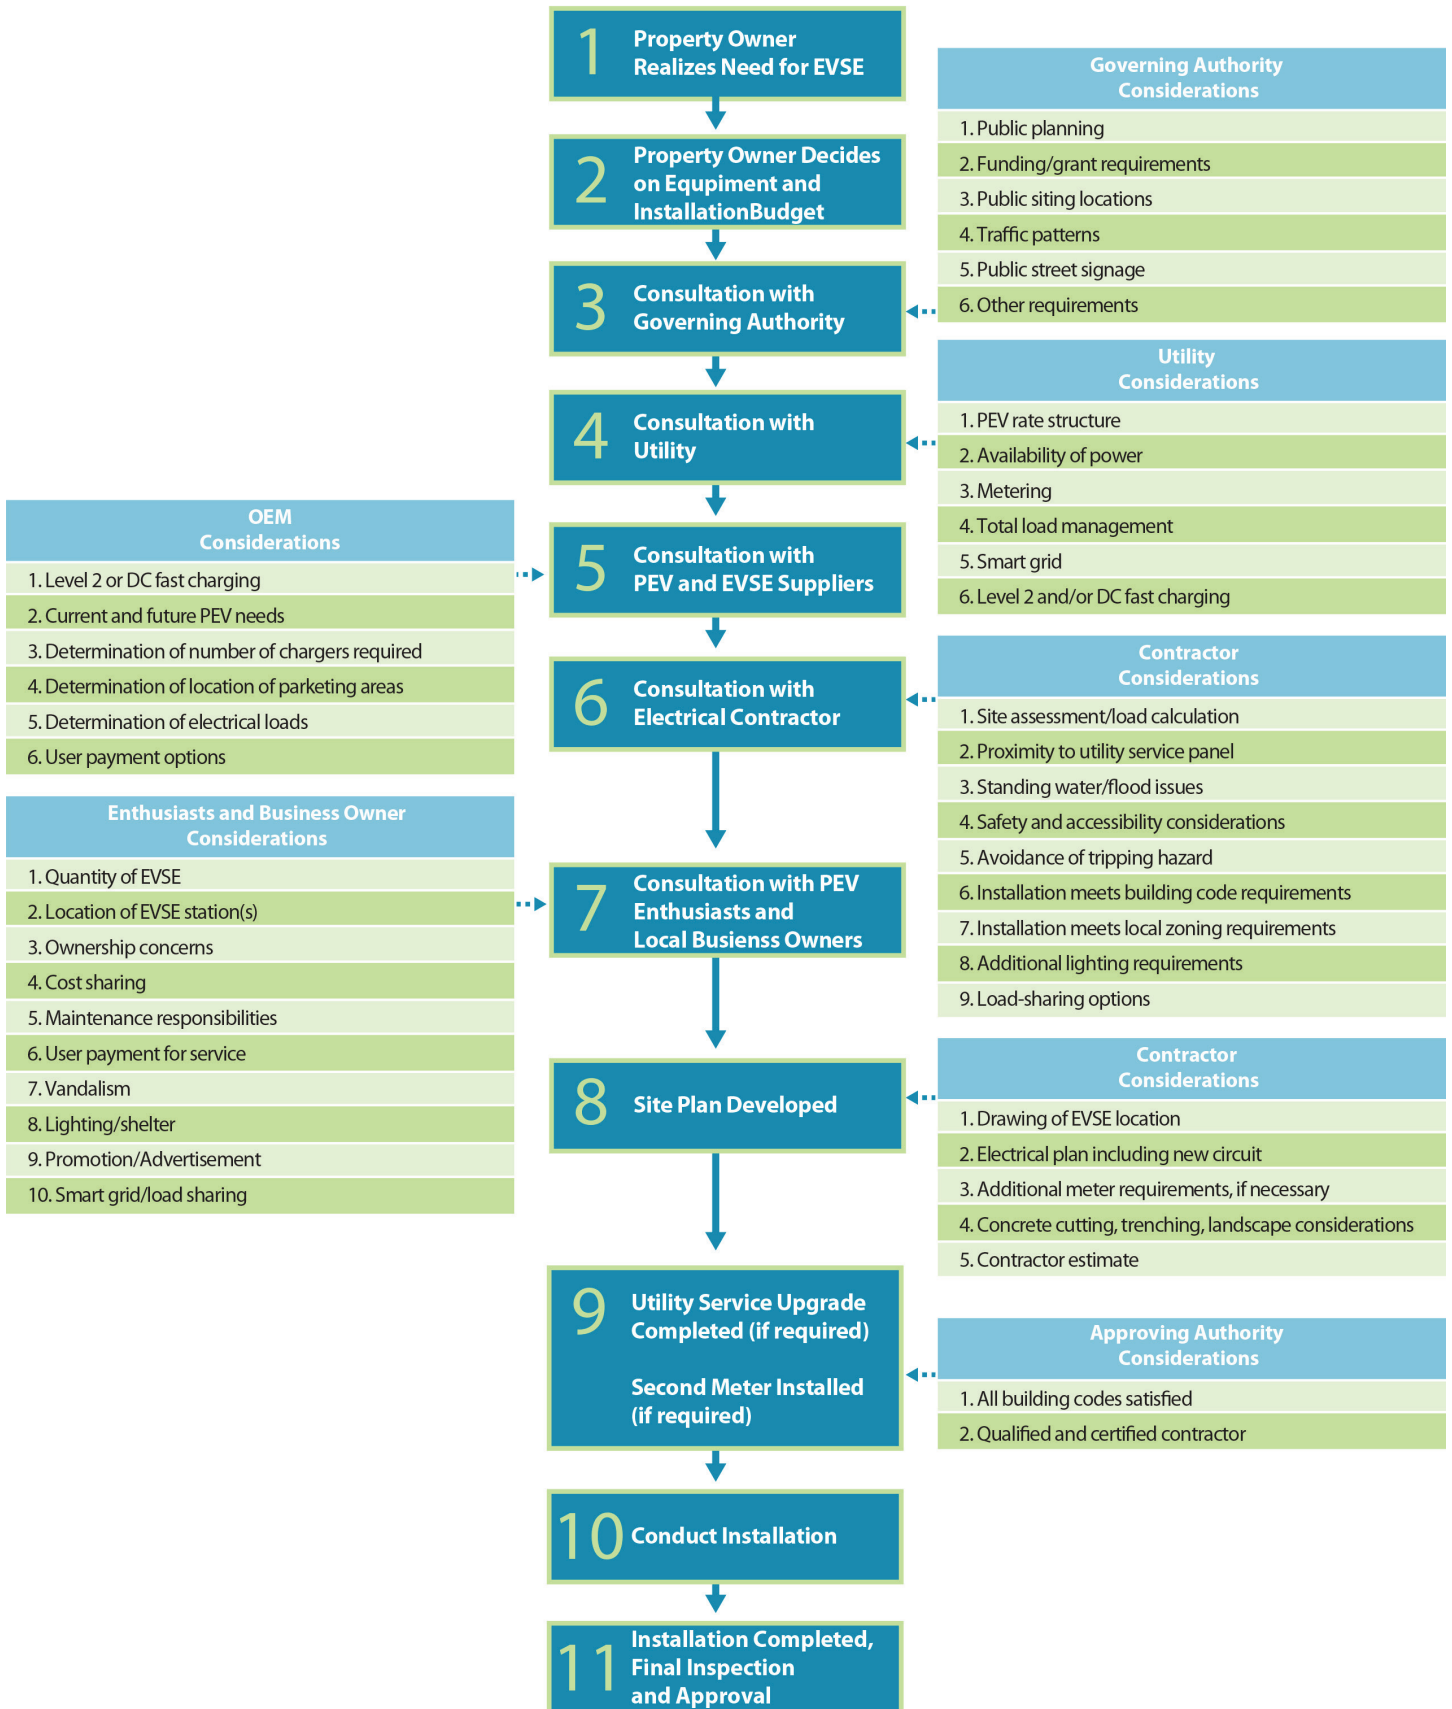 1
Property Owner
Realizes Need for EVSE
2
Property Owner Decides
on Equpiment and
InstallationBudget
3
Consultation with
Governing Authority
Governing Authority
Considerations
1. Public planning
2. Funding/grant requirements
3. Public siting locations
4. Traffic patterns
5. Public street signage
6. Other requirements
4
Consultation with
Utility
Utility
Considerations
1. PEV rate structure
2. Availability of power
3. Metering
4. Total load management
5. Smart grid
6. Level 2 and/or DC fast charging
OEM
Considerations
1. Level 2 or DC fast charging
2. Current and future PEV needs
3. Determination of number of chargers required
4. Determination of location of parketing areas
5. Determination of electrical loads
6. User payment options
5
Consultation with
PEV and EVSE Suppliers
6
Consultation with
Electrical Contractor
Contractor
Considerations
1. Site assessment/load calculation
2. Proximity to utility service panel
3. Standing water/flood issues
4. Safety and accessibility considerations
5. Avoidance of tripping hazard
6. Installation meets building code requirements
7. Installation meets local zoning requirements
8. Additional lighting requirements
9. Load-sharing options
Enthusiasts and Business Owner
Considerations
1. Quantity of EVSE
2. Location of EVSE station(s)
3. Ownership concerns
4. Cost sharing
5. Maintenance responsibilities
6. User payment for service
7. Vandalism
8. Lighting/shelter
9. Promotion/Advertisement
10. Smart grid/load sharing
7
Consultation with PEV
Enthusiasts and
Local Busienss Owners
8
Site Plan Developed
Contractor
Considerations
1. Drawing of EVSE location
2. Electrical plan including new circuit
3. Additional meter requirements, if necessary
4. Concrete cutting, trenching, landscape considerations
5. Contractor estimate
9
Utility Service Upgrade
Completed (if required)
Second Meter Installed
(if required)
Approving Authority
Considerations
1. All building codes satisfied
2. Qualified and certified contractor
10
Conduct Installation
11
Installation Completed,
Final Inspection
and Approval